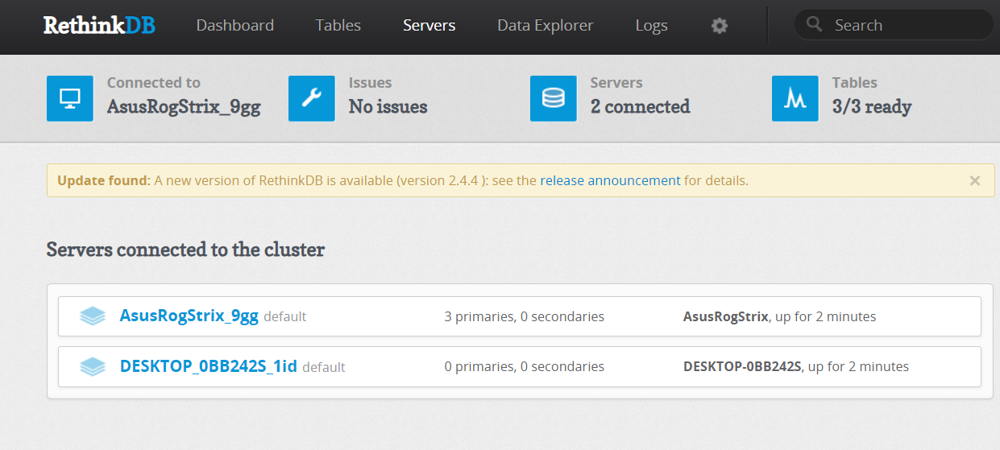 RethinkDB Dashboard Tables Servers Data Explorer Logs Search
Connected to Issues Servers Tables
AsusRogStrix_9gg No issues 2 connected 3/3 ready
Update found: A new version of RethinkDB is available (version 2.4.4 ): see the release announcement for details. ×
Servers connected to the cluster
AsusRogStrix_9gg default 3 primaries, 0 secondaries AsusRogStrix, up for 2 minutes
DESKTOP_0BB242S_1id default 0 primaries, 0 secondaries DESKTOP-0BB242S, up for 2 minutes